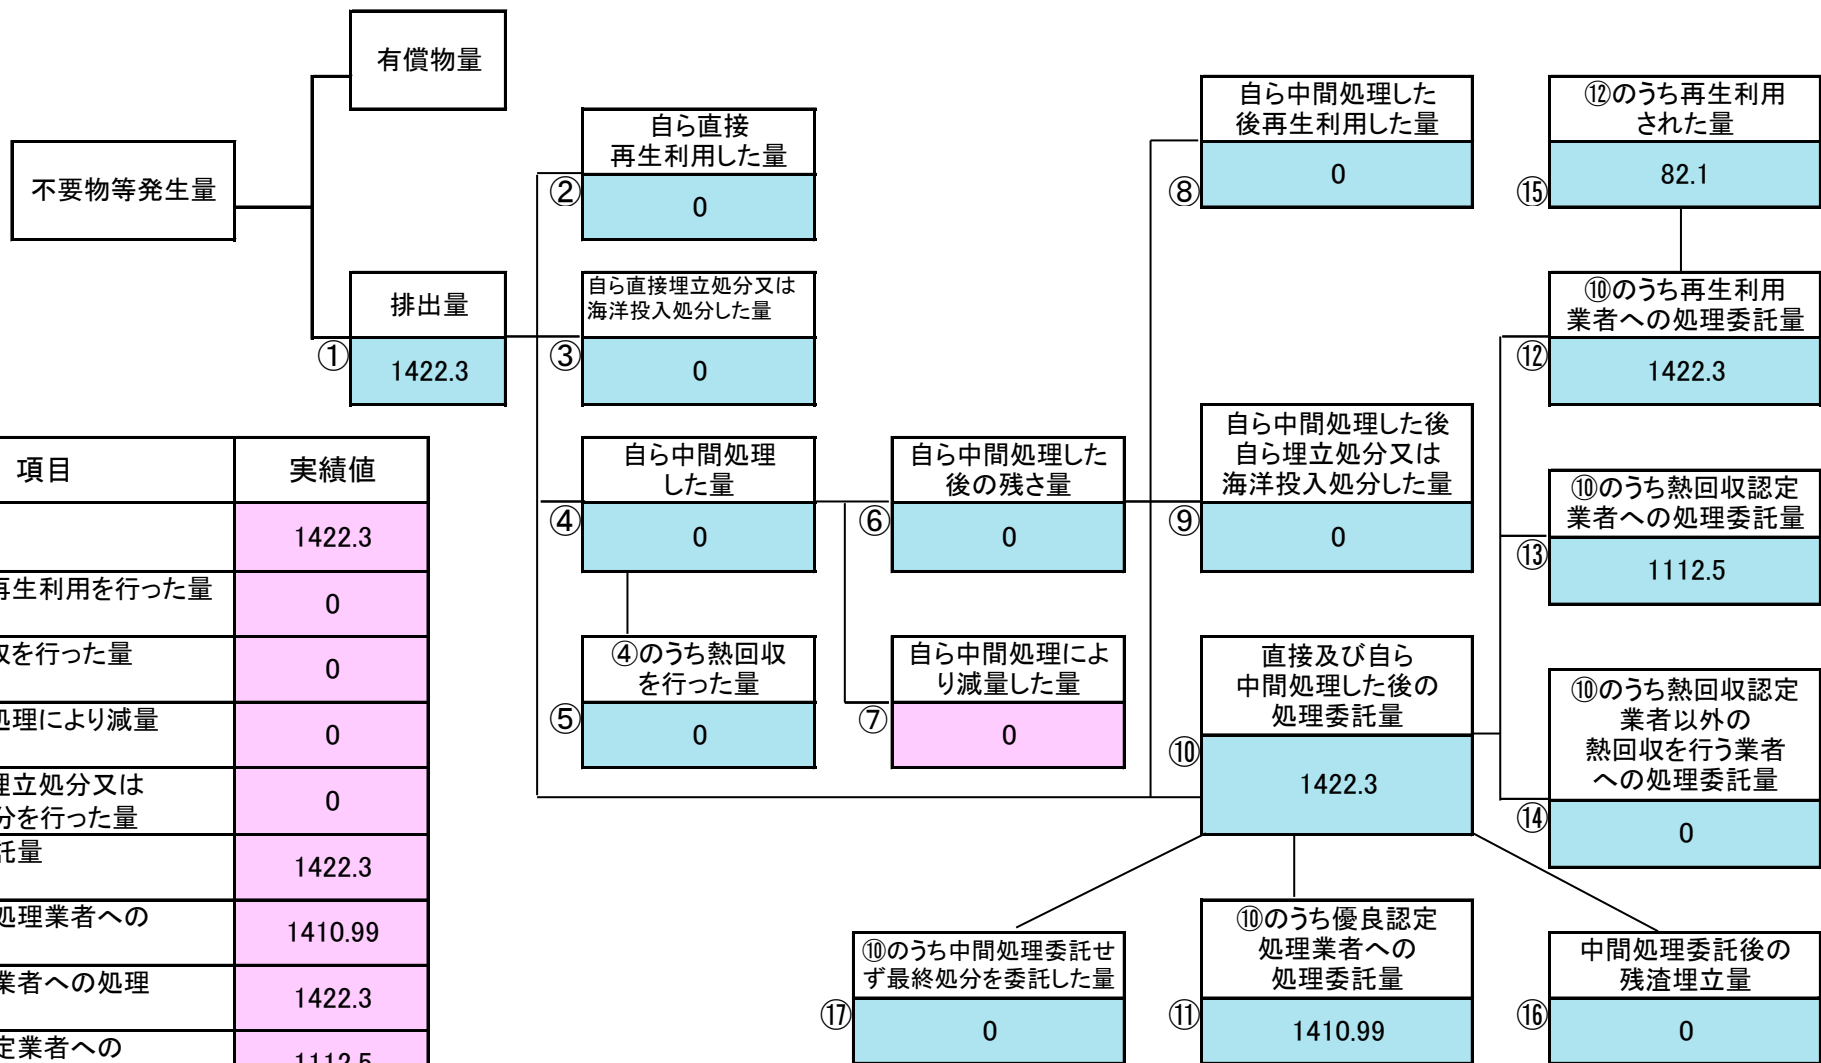 有償物量
不要物等発生量
排出量
①
1422.3
自ら直接
再生利用した量
②
0
自ら直接埋立処分又は
海洋投入処分した量
③
0
自ら中間処理
した量
④
0
④のうち熱回収
を行った量
⑤
0
自ら中間処理した
後の残さ量
⑥
0
自ら中間処理によ
り減量した量
⑦
0
自ら中間処理した
後再生利用した量
⑧
0
自ら中間処理した後
自ら埋立処分又は
海洋投入処分した量
⑨
0
直接及び自ら
中間処理した後の
処理委託量
⑩
1422.3
⑫のうち再生利用
された量
⑮
82.1
⑩のうち再生利用
業者への処理委託量
⑫
1422.3
⑩のうち熱回収認定
業者への処理委託量
⑬
1112.5
⑩のうち熱回収認定
業者以外の
熱回収を行う業者
への処理委託量
⑭
0
⑩のうち中間処理委託せ
ず最終処分を委託した量
⑰
0
⑩のうち優良認定
処理業者への
処理委託量
⑪
1410.99
中間処理委託後の
残渣埋立量
⑯
0
項目 実績値
1422.3
再生利用を行った量
0
を行った量
0
処理により減量
0
埋立処分又は
分を行った量
0
託量
1422.3
処理業者への
1410.99
業者への処理
1422.3
定業者への
1112.5